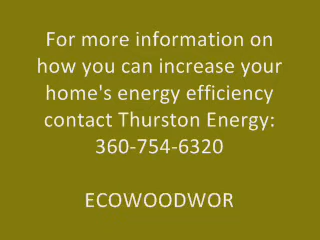 For more information on
how you can increase your
home's energy efficiency
contact Thurston Energy:
360-754-6320
ECOWOODWOR